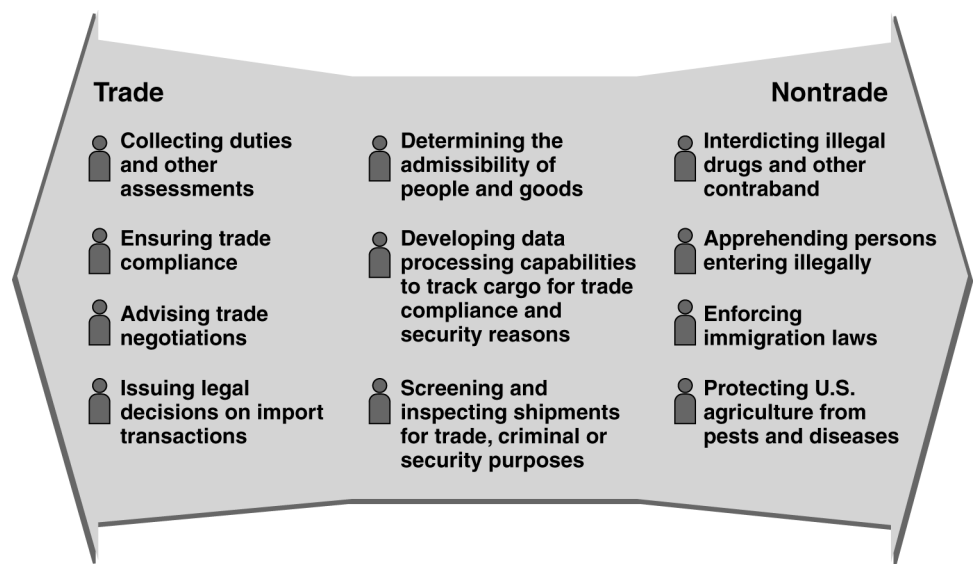 Trade
Collecting duties
and other
assessments
Ensuring trade
compliance
Advising trade
negotiations
Issuing legal
decisions on import
transactions
Determining the
admissibility of
people and goods
Developing data
processing capabilities
to track cargo for trade
compliance and
security reasons
Screening and
inspecting shipments
for trade, criminal or
security purposes
Nontrade
Interdicting illegal
drugs and other
contraband
Apprehending persons
entering illegally
Enforcing
immigration laws
Protecting U.S.
agriculture from
pests and diseases